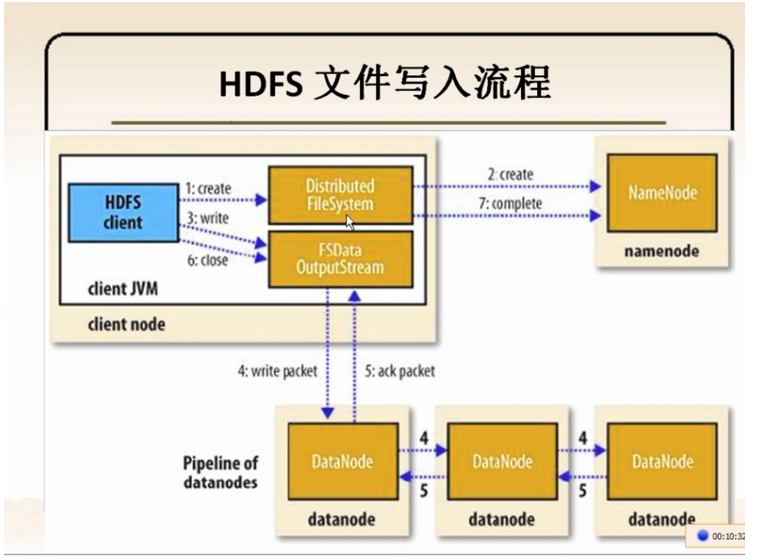 HDFS 文件写入流程
HDFS
client
1: create
3: write
6: close
Distributed
FileSystem
FSData
OutputStream
client JVM
client node
2: create
7: complete
NameNode
namenode
4: write packet
5: ack packet
Pipeline of
datanodes
DataNode
datanode
4
5
DataNode
datanode
4
5
DataNode
datanode
00:10:32